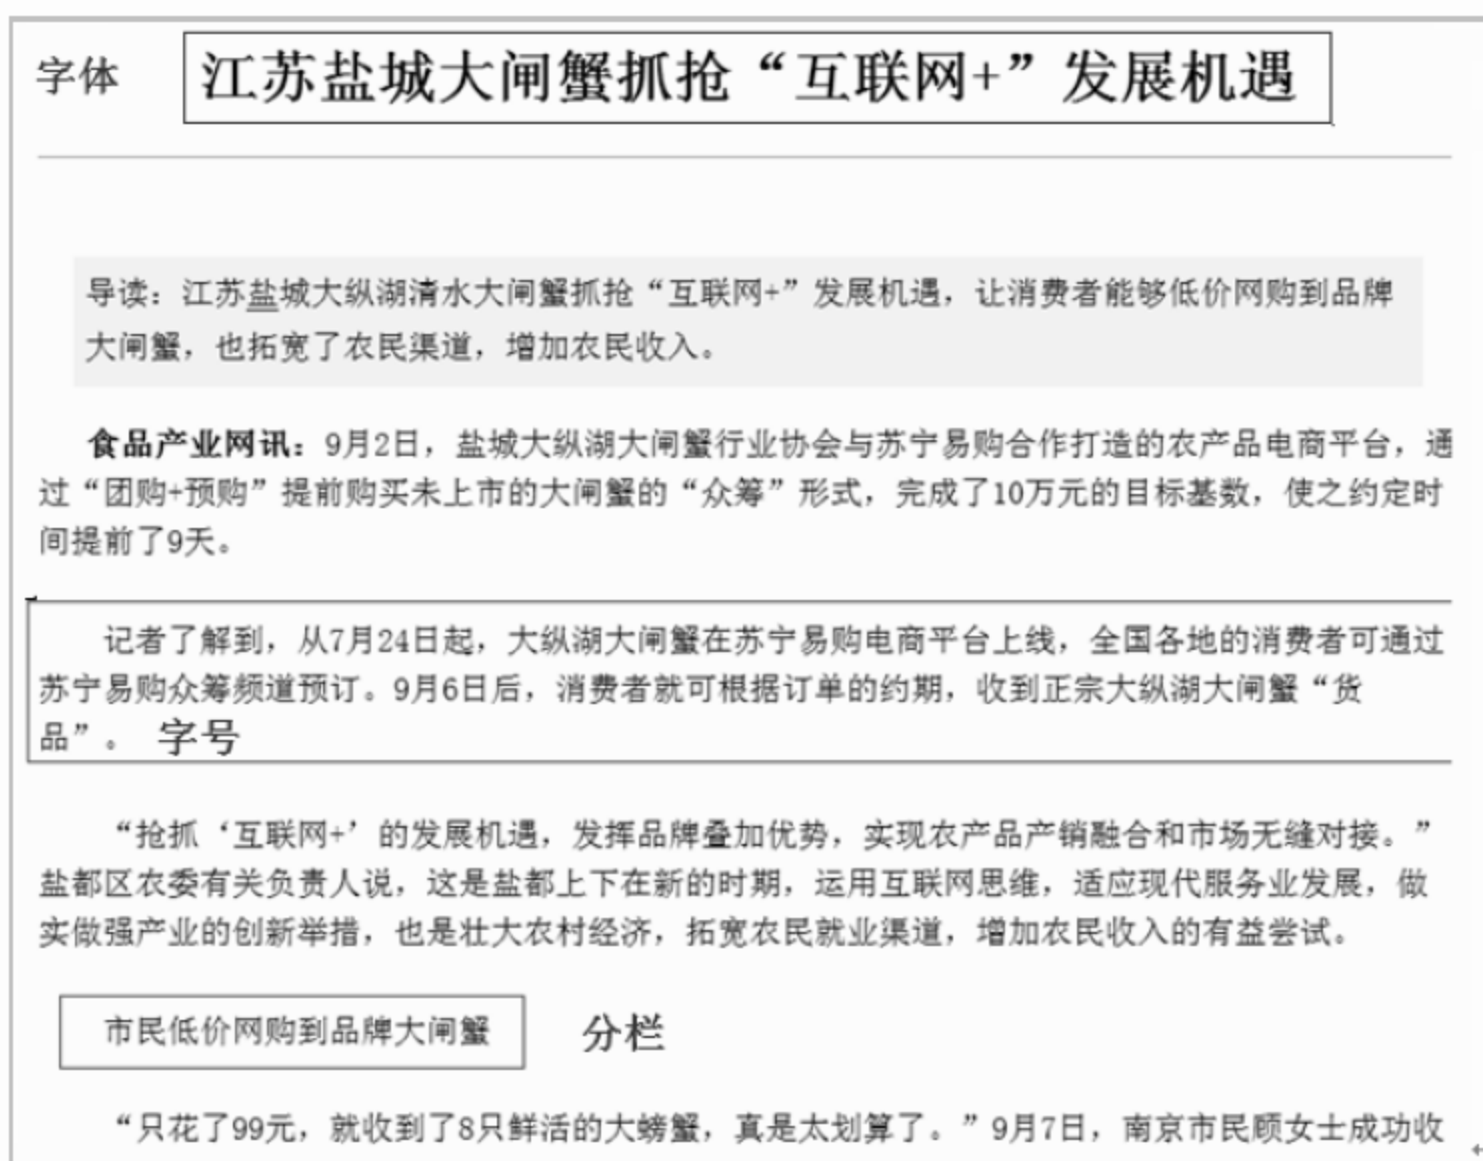 字体 江苏盐城大闸蟹抓抢“互联网+”发展机遇
导读：江苏盐城大纵湖清水大闸蟹抓抢“互联网+”发展机遇，让消费者能够低价网购到品牌
大闸蟹，也拓宽了农民渠道，增加农民收入。
食品产业网讯：9月2日，盐城大纵湖大闸蟹行业协会与苏宁易购合作打造的农产品电商平台，通
过“团购+预购”提前购买未上市的大闸蟹的“众筹”形式，完成了10万元的目标基数，使之约定时
间提前了9天。
记者了解到，从7月24日起，大纵湖大闸蟹在苏宁易购电商平台上线，全国各地的消费者可通过
苏宁易购众筹频道预订。9月6日后，消费者就可根据订单的约期，收到正宗大纵湖大闸蟹“货
品”。 字号
“抢抓‘互联网+’的发展机遇，发挥品牌叠加优势，实现农产品产销融合和市场无缝对接。”
盐都区农委有关负责人说，这是盐都上下在新的时期，运用互联网思维，适应现代服务业发展，做
实做强产业的创新举措，也是壮大农村经济，拓宽农民就业渠道，增加农民收入的有益尝试。
市民低价网购到品牌大闸蟹 分栏
“只花了99元，就收到了8只鲜活的大螃蟹，真是太划算了。”9月7日，南京市民顾女士成功收